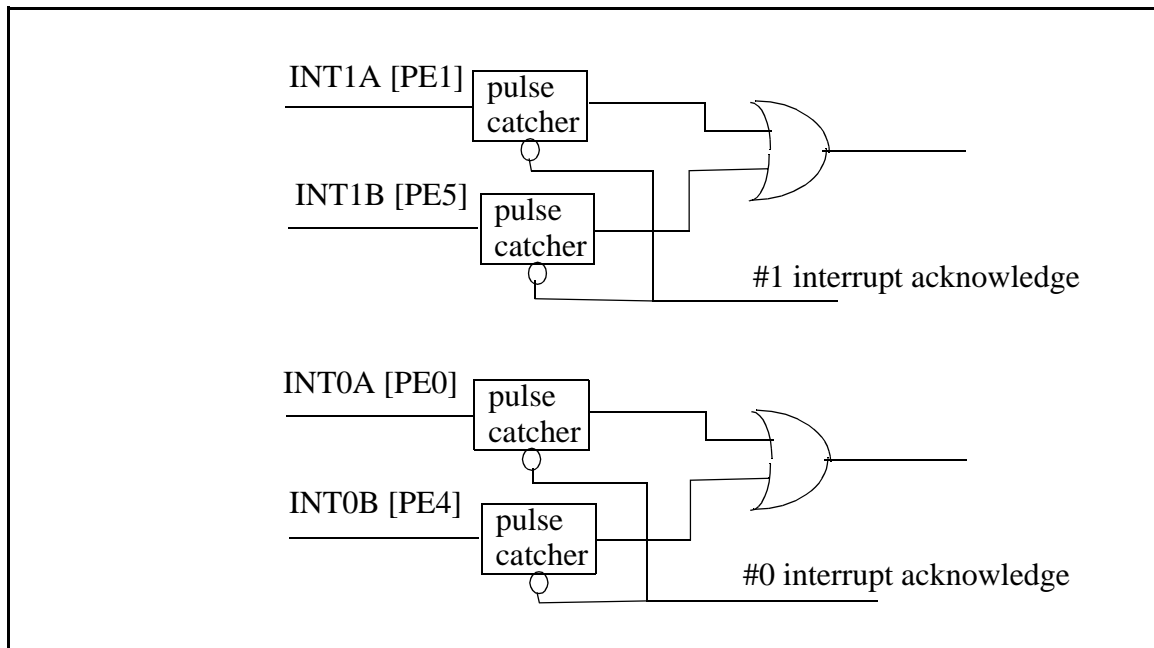 INT1A [PE1]
pulse
catcher
INT1B [PE5]
pulse
catcher
#1 interrupt acknowledge
INT0A [PE0]
pulse
catcher
INT0B [PE4]
pulse
catcher
#0 interrupt acknowledge